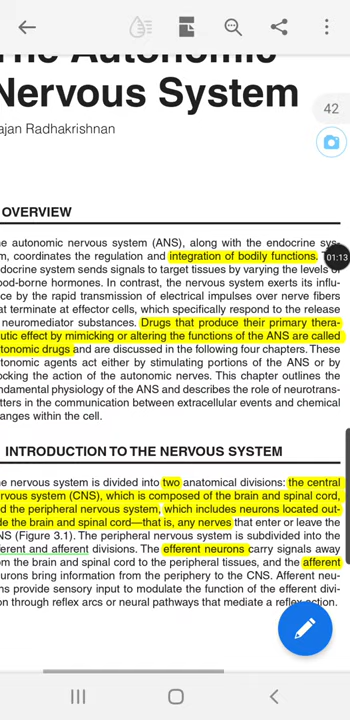 The Autonomic
Nervous System
ajan Radhakrishnan
42
01:13
OVERVIEW
e autonomic nervous system (ANS), along with the endocrine sys-
m, coordinates the regulation and integration of bodily functions.
docrine system sends signals to target tissues by varying the levels of
ood-borne hormones. In contrast, the nervous system exerts its influ-
ce by the rapid transmission of electrical impulses over nerve fibers
at terminate at effector cells, which specifically respond to the release
neuromediator substances. Drugs that produce their primary thera-
utic effect by mimicking or altering the functions of the ANS are called
tonomic drugs and are discussed in the following four chapters. These
tonomic agents act either by stimulating portions of the ANS or by
ocking the action of the autonomic nerves. This chapter outlines the
ndamental physiology of the ANS and describes the role of neurotrans-
tters in the communication between extracellular events and chemical
anges within the cell.
INTRODUCTION TO THE NERVOUS SYSTEM
e nervous system is divided into two anatomical divisions: the central
rvous system (CNS), which is composed of the brain and spinal cord,
d the peripheral nervous system, which includes neurons located out-
de the brain and spinal cord—that is, any nerves that enter or leave the
NS (Figure 3.1). The peripheral nervous system is subdivided into the
ferent and afferent divisions. The efferent neurons carry signals away
om the brain and spinal cord to the peripheral tissues, and the afferent
urons bring information from the periphery to the CNS. Afferent neu-
ns provide sensory input to modulate the function of the efferent divi-
on through reflex arcs or neural pathways that mediate a reflex action.